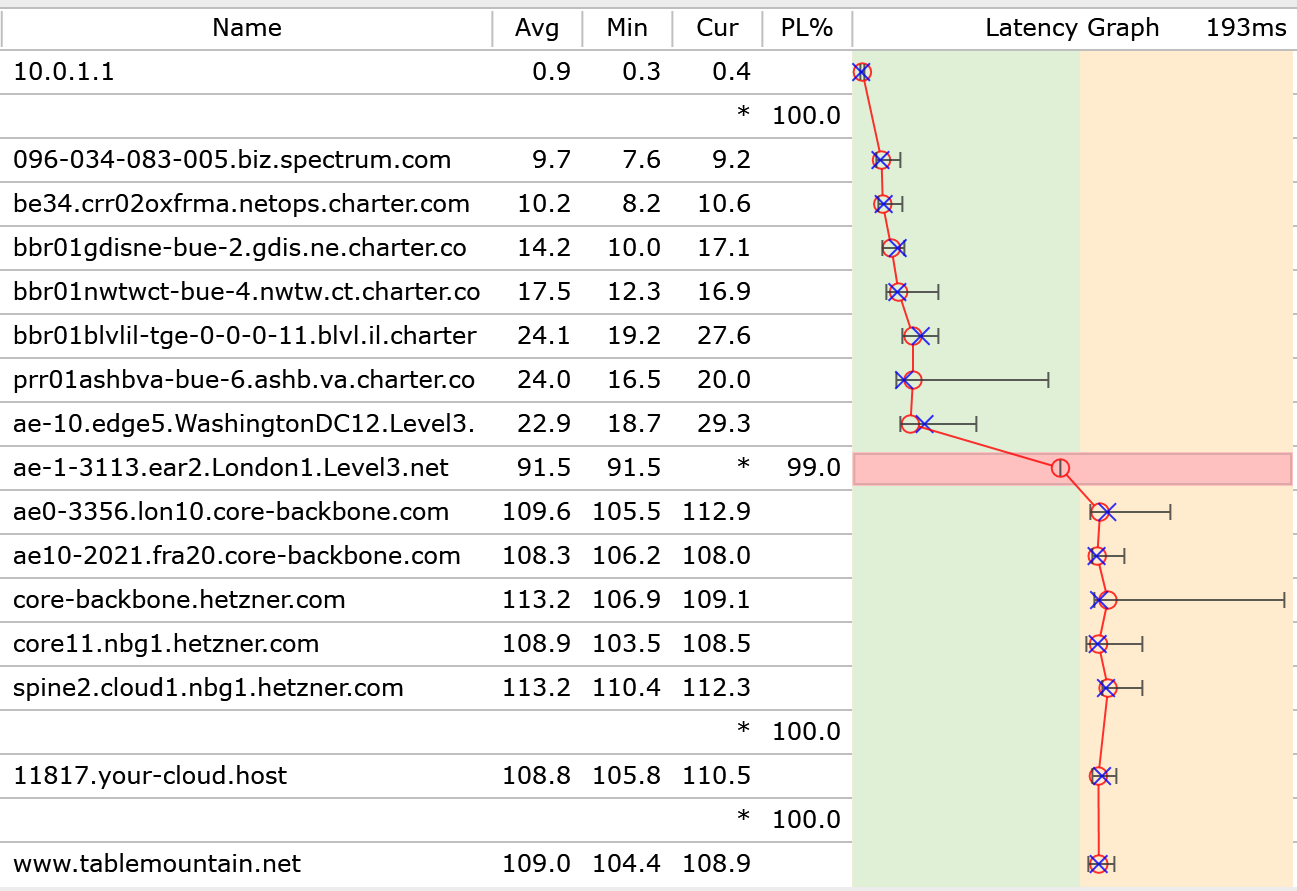 Name Avg Min Cur PL% Latency Graph 193ms
10.0.1.1 0.9 0.3 0.4
* 100.0
096-034-083-005.biz.spectrum.com 9.7 7.6 9.2
be34.crr02oxfrma.netops.charter.com 10.2 8.2 10.6
bbr01gdisne-bue-2.gdis.ne.charter.co 14.2 10.0 17.1
bbr01nwtwct-bue-4.nwtw.ct.charter.co 17.5 12.3 16.9
bbr01blvlil-tge-0-0-0-11.blvl.il.charter 24.1 19.2 27.6
prr01ashbva-bue-6.ashb.va.charter.co 24.0 16.5 20.0
ae-10.edge5.WashingtonDC12.Level3. 22.9 18.7 29.3
ae-1-3113.ear2.London1.Level3.net 91.5 91.5 * 99.0
ae0-3356.lon10.core-backbone.com 109.6 105.5 112.9
ae10-2021.fra20.core-backbone.com 108.3 106.2 108.0
core-backbone.hetzner.com 113.2 106.9 109.1
core11.nbg1.hetzner.com 108.9 103.5 108.5
spine2.cloud1.nbg1.hetzner.com 113.2 110.4 112.3
* 100.0
11817.your-cloud.host 108.8 105.8 110.5
* 100.0
www.tablemountain.net 109.0 104.4 108.9